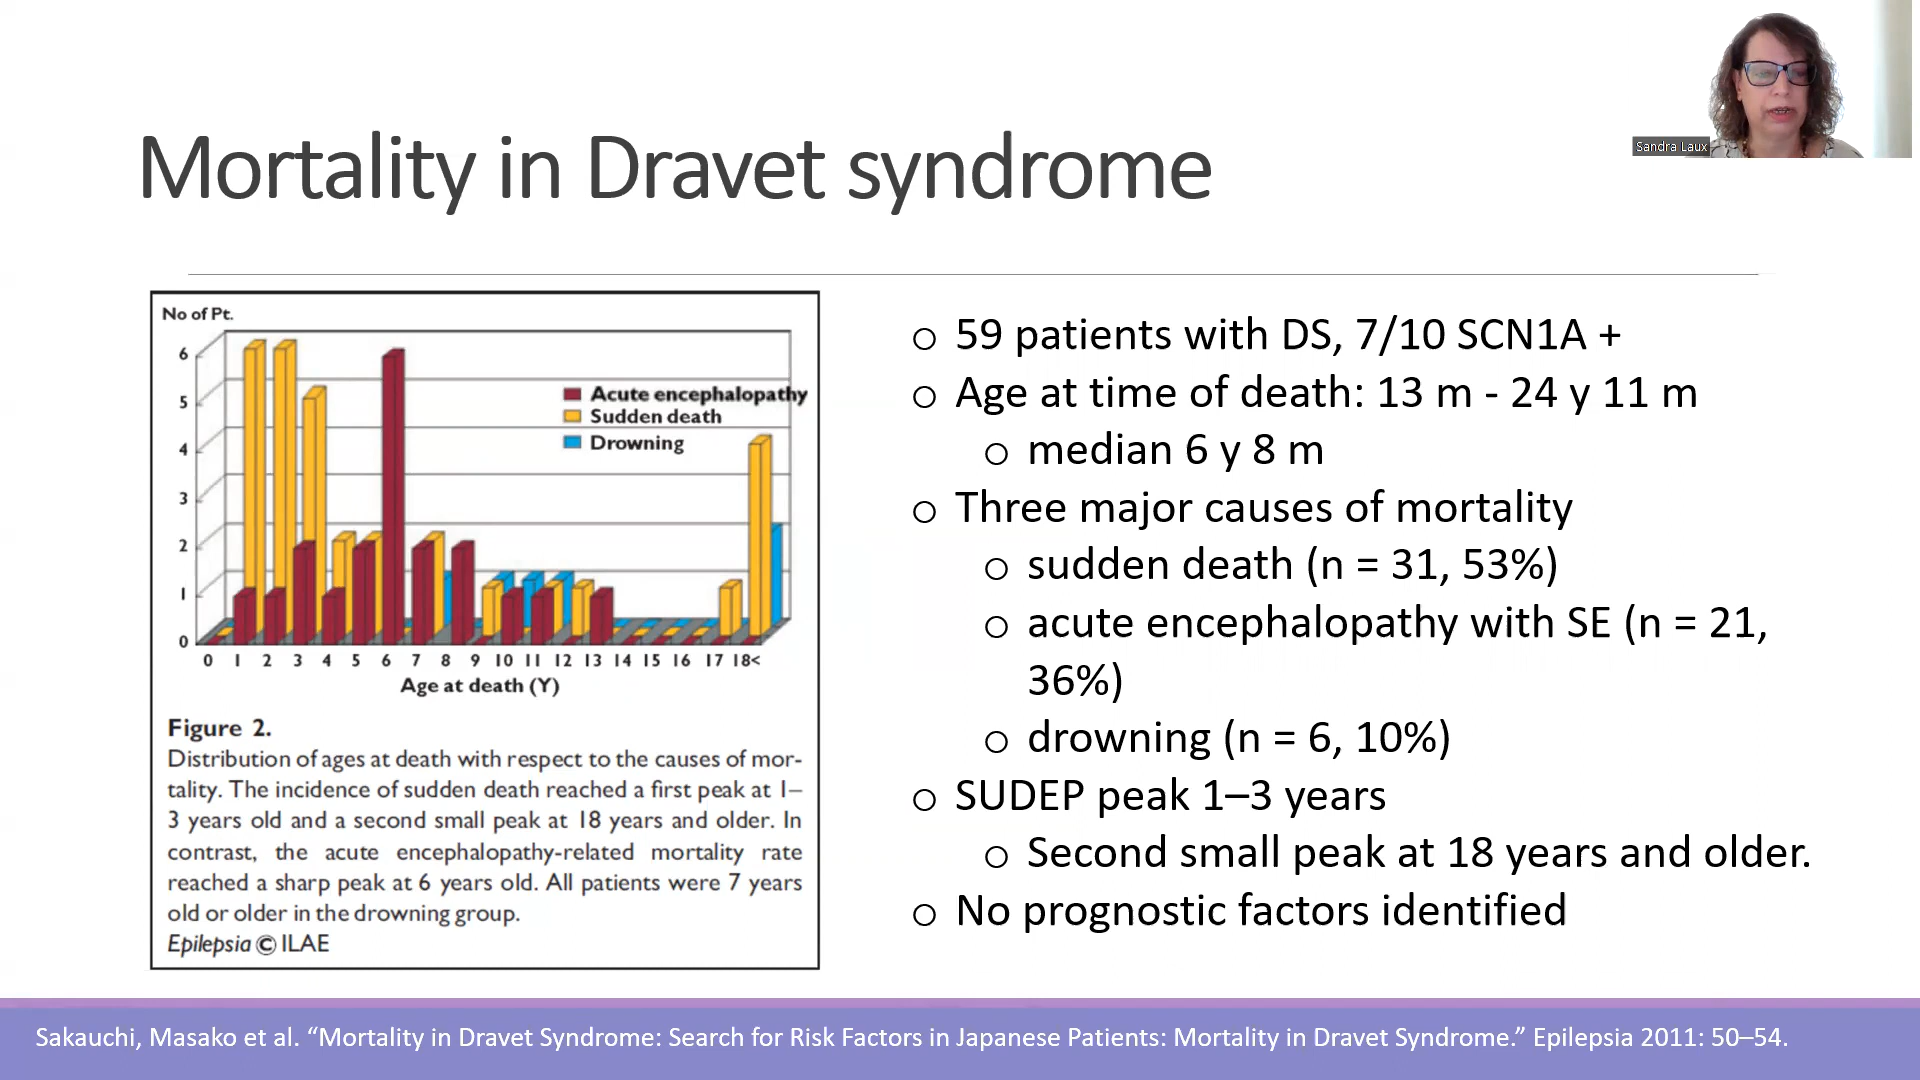 Sandra Laux
Mortality in Dravet syndrome
No of Pt.
6
5
4
3
2
1
0
Acute encephalopathy
Sudden death
Drowning
0 1 2 3 4 5 6 7 8 9 10 11 12 13 14 15 16 17 18<
Age at death (Y)
Figure 2.
Distribution of ages at death with respect to the causes of mor-
tality. The incidence of sudden death reached a first peak at 1–
3 years old and a second small peak at 18 years and older. In
contrast, the acute encephalopathy-related mortality rate
reached a sharp peak at 6 years old. All patients were 7 years
old or older in the drowning group.
Epilepsia © ILAE
o 59 patients with DS, 7/10 SCN1A +
o Age at time of death: 13 m - 24 y 11 m
o median 6 y 8 m
o Three major causes of mortality
o sudden death (n = 31, 53%)
o acute encephalopathy with SE (n = 21,
36%)
o drowning (n = 6, 10%)
o SUDEP peak 1–3 years
o Second small peak at 18 years and older.
o No prognostic factors identified
Sakauchi, Masako et al. “Mortality in Dravet Syndrome: Search for Risk Factors in Japanese Patients: Mortality in Dravet Syndrome.” Epilepsia 2011: 50–54.